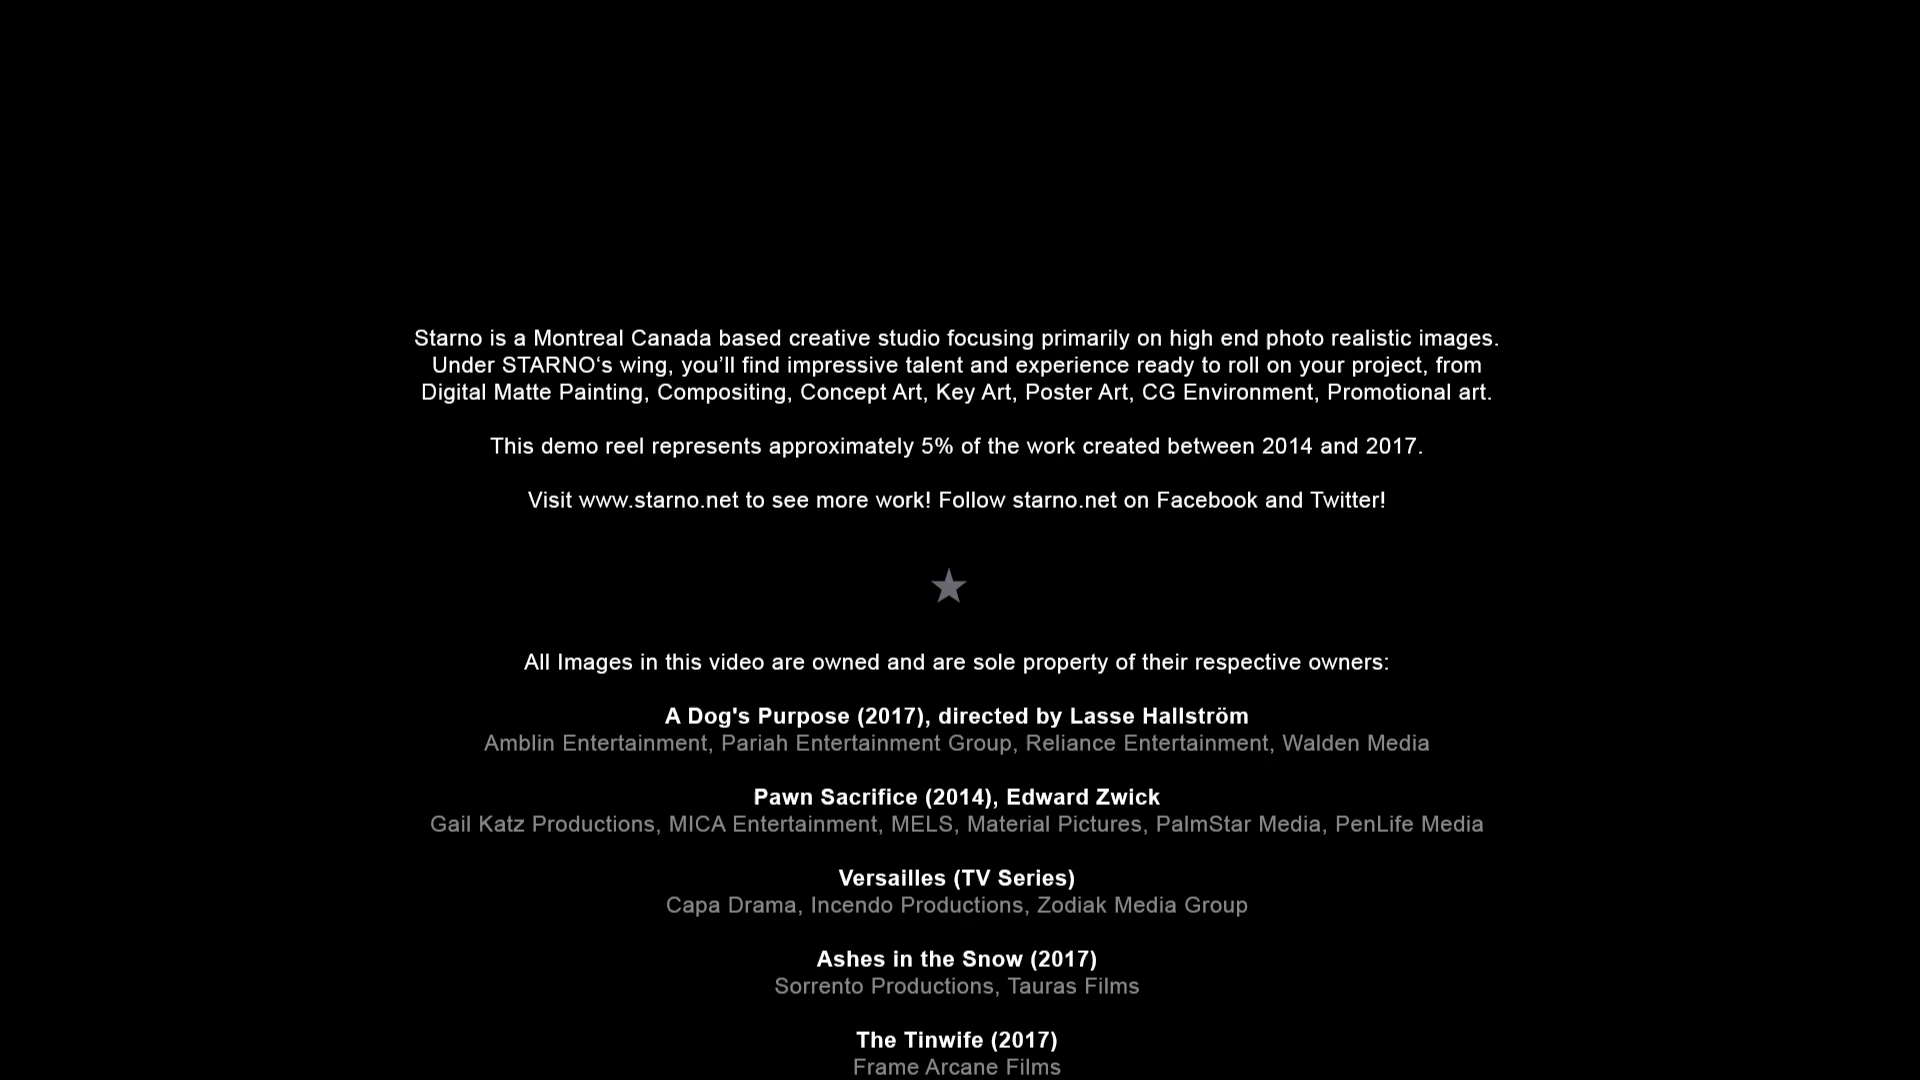 Starno is a Montreal Canada based creative studio focusing primarily on high end photo realistic images.
Under STARNO‘s wing, you’ll find impressive talent and experience ready to roll on your project, from
Digital Matte Painting, Compositing, Concept Art, Key Art, Poster Art, CG Environment, Promotional art.
This demo reel represents approximately 5% of the work created between 2014 and 2017.
Visit www.starno.net to see more work! Follow starno.net on Facebook and Twitter!
All Images in this video are owned and are sole property of their respective owners:
A Dog's Purpose (2017), directed by Lasse Hallström
Amblin Entertainment, Pariah Entertainment Group, Reliance Entertainment, Walden Media
Pawn Sacrifice (2014), Edward Zwick
Gail Katz Productions, MICA Entertainment, MELS, Material Pictures, PalmStar Media, PenLife Media
Versailles (TV Series)
Capa Drama, Incendo Productions, Zodiak Media Group
Ashes in the Snow (2017)
Sorrento Productions, Tauras Films
The Tinwife (2017)
Frame Arcane Films